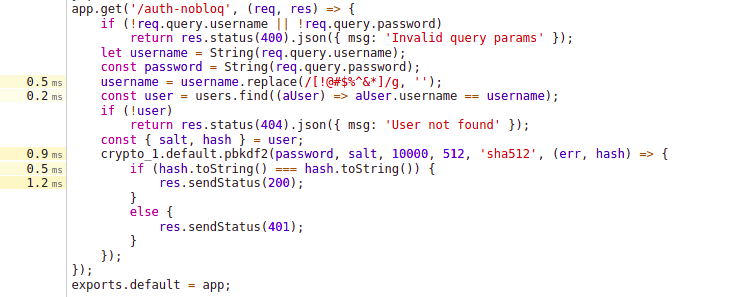 app.get('/auth-nobloq', (req, res) => {
if (!req.query.username || !req.query.password)
return res.status(400).json({ msg: 'Invalid query params' });
let username = String(req.query.username);
const password = String(req.query.password);
0.5 ms username = username.replace(/[!@#$%^&*]/g, '');
0.2 ms const user = users.find((aUser) => aUser.username == username);
if (!user)
return res.status(404).json({ msg: 'User not found' });
const { salt, hash } = user;
0.9 ms crypto_1.default.pbkdf2(password, salt, 10000, 512, 'sha512', (err, hash) => {
0.5 ms if (hash.toString() === hash.toString()) {
1.2 ms res.sendStatus(200);
}
else {
res.sendStatus(401);
}
});
});
exports.default = app;